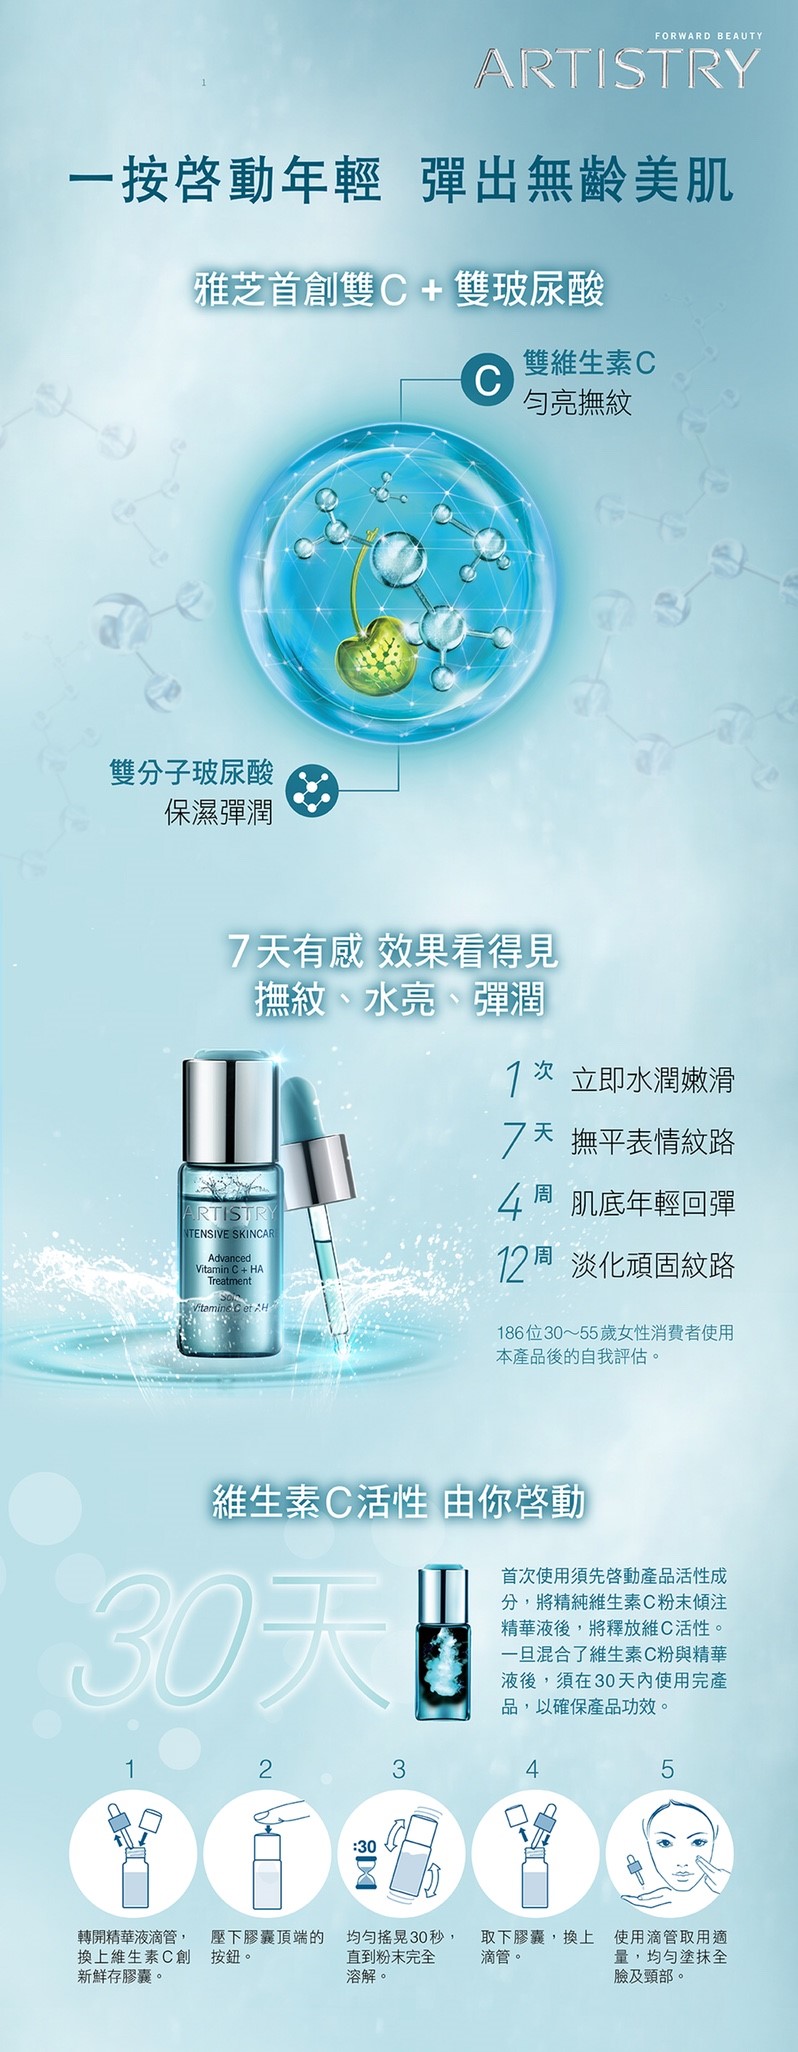 FORWARD BEAUTY
ARTISTRY
1
一按啓動年輕 彈出無齡美肌
雅芝首創雙C + 雙玻尿酸
C
雙維生素C
勻亮撫紋
雙分子玻尿酸
保濕彈潤
7天有感 效果看得見
撫紋、水亮、彈潤
1次 立即水潤嫩滑
7天 撫平表情紋路
4周 肌底年輕回彈
12周 淡化頑固紋路
186位30～55歲女性消費者使用
本產品後的自我評估。
ARTISTRY
NTENSIVE SKINCAR
Advanced
Vitamin C + HA
Treatment
Soin
Vitamine C et AH
維生素C活性 由你啓動
30天
首次使用須先啓動產品活性成
分，將精純維生素C粉末傾注
精華液後，將釋放維C活性。
一旦混合了維生素C粉與精華
液後，須在30天內使用完產
品，以確保產品功效。
1
轉開精華液滴管，
換上維生素C創
新鮮存膠囊。
2
壓下膠囊頂端的
按鈕。
3
:30
均勻搖晃30秒，
直到粉末完全
溶解。
4
取下膠囊，換上
滴管。
5
使用滴管取用適
量，均勻塗抹全
臉及頸部。